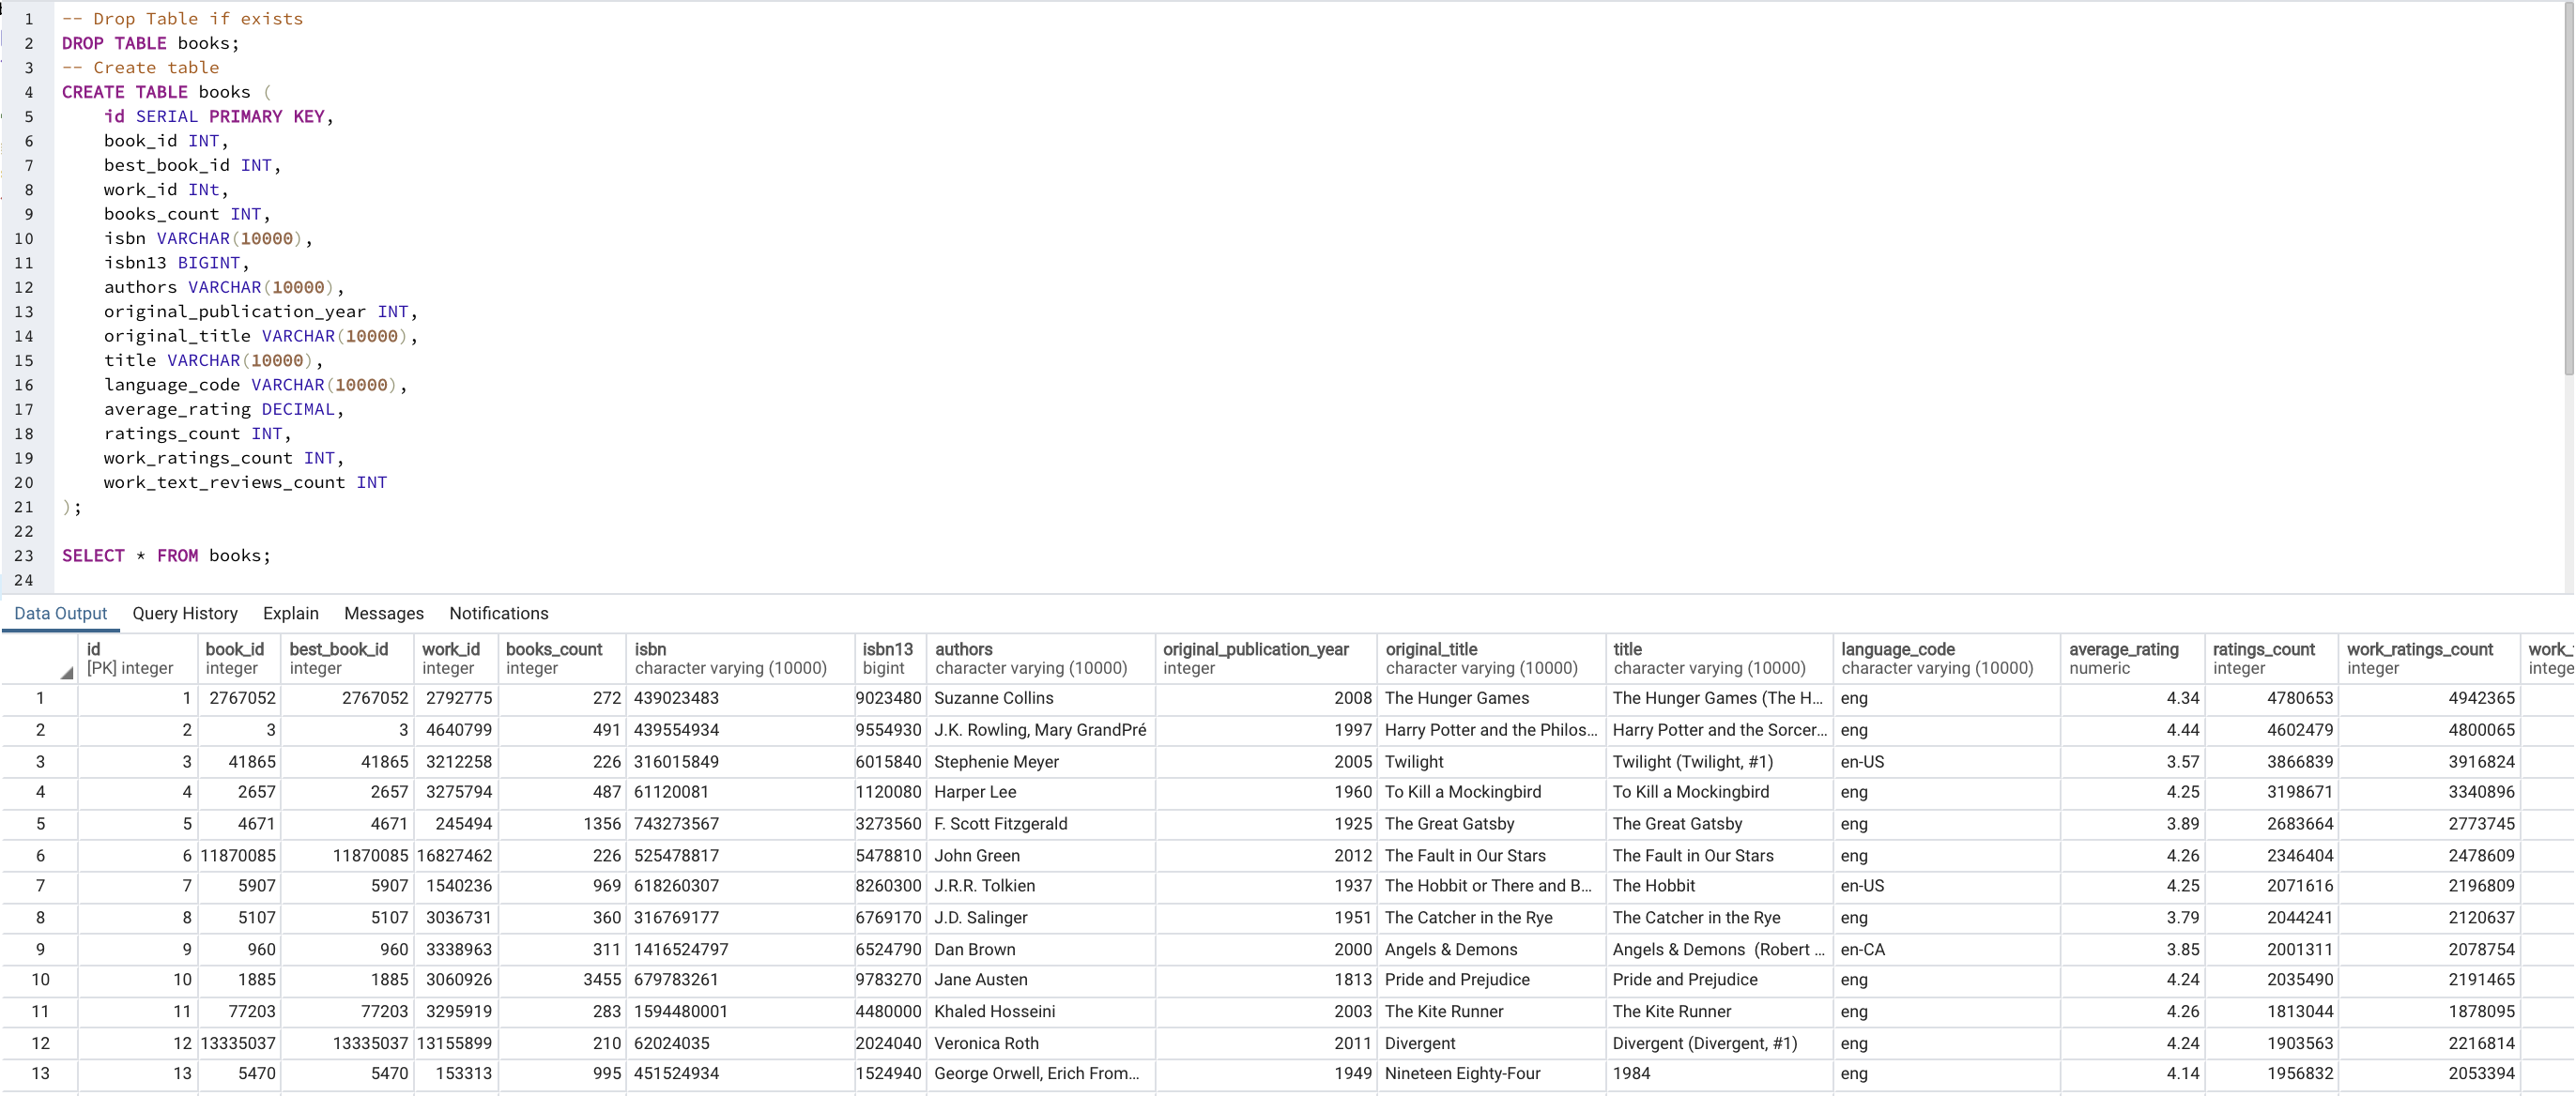 1 -- Drop Table if exists
2 DROP TABLE books;
3 -- Create table
4 CREATE TABLE books (
5 id SERIAL PRIMARY KEY,
6 book_id INT,
7 best_book_id INT,
8 work_id INt,
9 books_count INT,
10 isbn VARCHAR(10000),
11 isbn13 BIGINT,
12 authors VARCHAR(10000),
13 original_publication_year INT,
14 original_title VARCHAR(10000),
15 title VARCHAR(10000),
16 language_code VARCHAR(10000),
17 average_rating DECIMAL,
18 ratings_count INT,
19 work_ratings_count INT,
20 work_text_reviews_count INT
21 );
22
23 SELECT * FROM books;
24
Data Output Query History Explain Messages Notifications
id book_id best_book_id work_id books_count isbn isbn13 authors original_publication_year original_title title language_code average_rating ratings_count work_ratings_count work_
[PK] integer integer integer integer integer character varying (10000) bigint character varying (10000) integer character varying (10000) character varying (10000) character varying (10000) numeric integer integer intege
1 1 2767052 2767052 2792775 272 439023483 9023480 Suzanne Collins 2008 The Hunger Games The Hunger Games (The H... eng 4.34 4780653 4942365
2 2 3 3 4640799 491 439554934 9554930 J.K. Rowling, Mary GrandPré 1997 Harry Potter and the Philos... Harry Potter and the Sorcer... eng 4.44 4602479 4800065
3 3 41865 41865 3212258 226 316015849 6015840 Stephenie Meyer 2005 Twilight Twilight (Twilight, #1) en-US 3.57 3866839 3916824
4 4 2657 2657 3275794 487 61120081 1120080 Harper Lee 1960 To Kill a Mockingbird To Kill a Mockingbird eng 4.25 3198671 3340896
5 5 4671 4671 245494 1356 743273567 3273560 F. Scott Fitzgerald 1925 The Great Gatsby The Great Gatsby eng 3.89 2683664 2773745
6 6 11870085 11870085 16827462 226 525478817 5478810 John Green 2012 The Fault in Our Stars The Fault in Our Stars eng 4.26 2346404 2478609
7 7 5907 5907 1540236 969 618260307 8260300 J.R.R. Tolkien 1937 The Hobbit or There and B... The Hobbit en-US 4.25 2071616 2196809
8 8 5107 5107 3036731 360 316769177 6769170 J.D. Salinger 1951 The Catcher in the Rye The Catcher in the Rye eng 3.79 2044241 2120637
9 9 960 960 3338963 311 1416524797 6524790 Dan Brown 2000 Angels & Demons Angels & Demons (Robert ... en-CA 3.85 2001311 2078754
10 10 1885 1885 3060926 3455 679783261 9783270 Jane Austen 1813 Pride and Prejudice Pride and Prejudice eng 4.24 2035490 2191465
11 11 77203 77203 3295919 283 1594480001 4480000 Khaled Hosseini 2003 The Kite Runner The Kite Runner eng 4.26 1813044 1878095
12 12 13335037 13335037 13155899 210 62024035 2024040 Veronica Roth 2011 Divergent Divergent (Divergent, #1) eng 4.24 1903563 2216814
13 13 5470 5470 153313 995 451524934 1524940 George Orwell, Erich From... 1949 Nineteen Eighty-Four 1984 eng 4.14 1956832 2053394